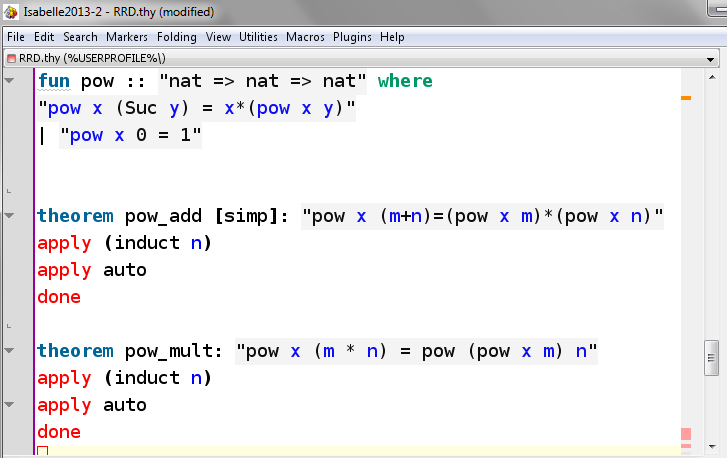 Isabelle2013-2 - RRD.thy (modified)
File Edit Search Markers Folding View Utilities Macros Plugins Help
RRD.thy (%USERPROFILE%\)
fun pow :: "nat => nat => nat" where
"pow x (Suc y) = x*(pow x y)"
| "pow x 0 = 1"
theorem pow_add [simp]: "pow x (m+n)=(pow x m)*(pow x n)"
apply (induct n)
apply auto
done
theorem pow_mult: "pow x (m * n) = pow (pow x m) n"
apply (induct n)
apply auto
done